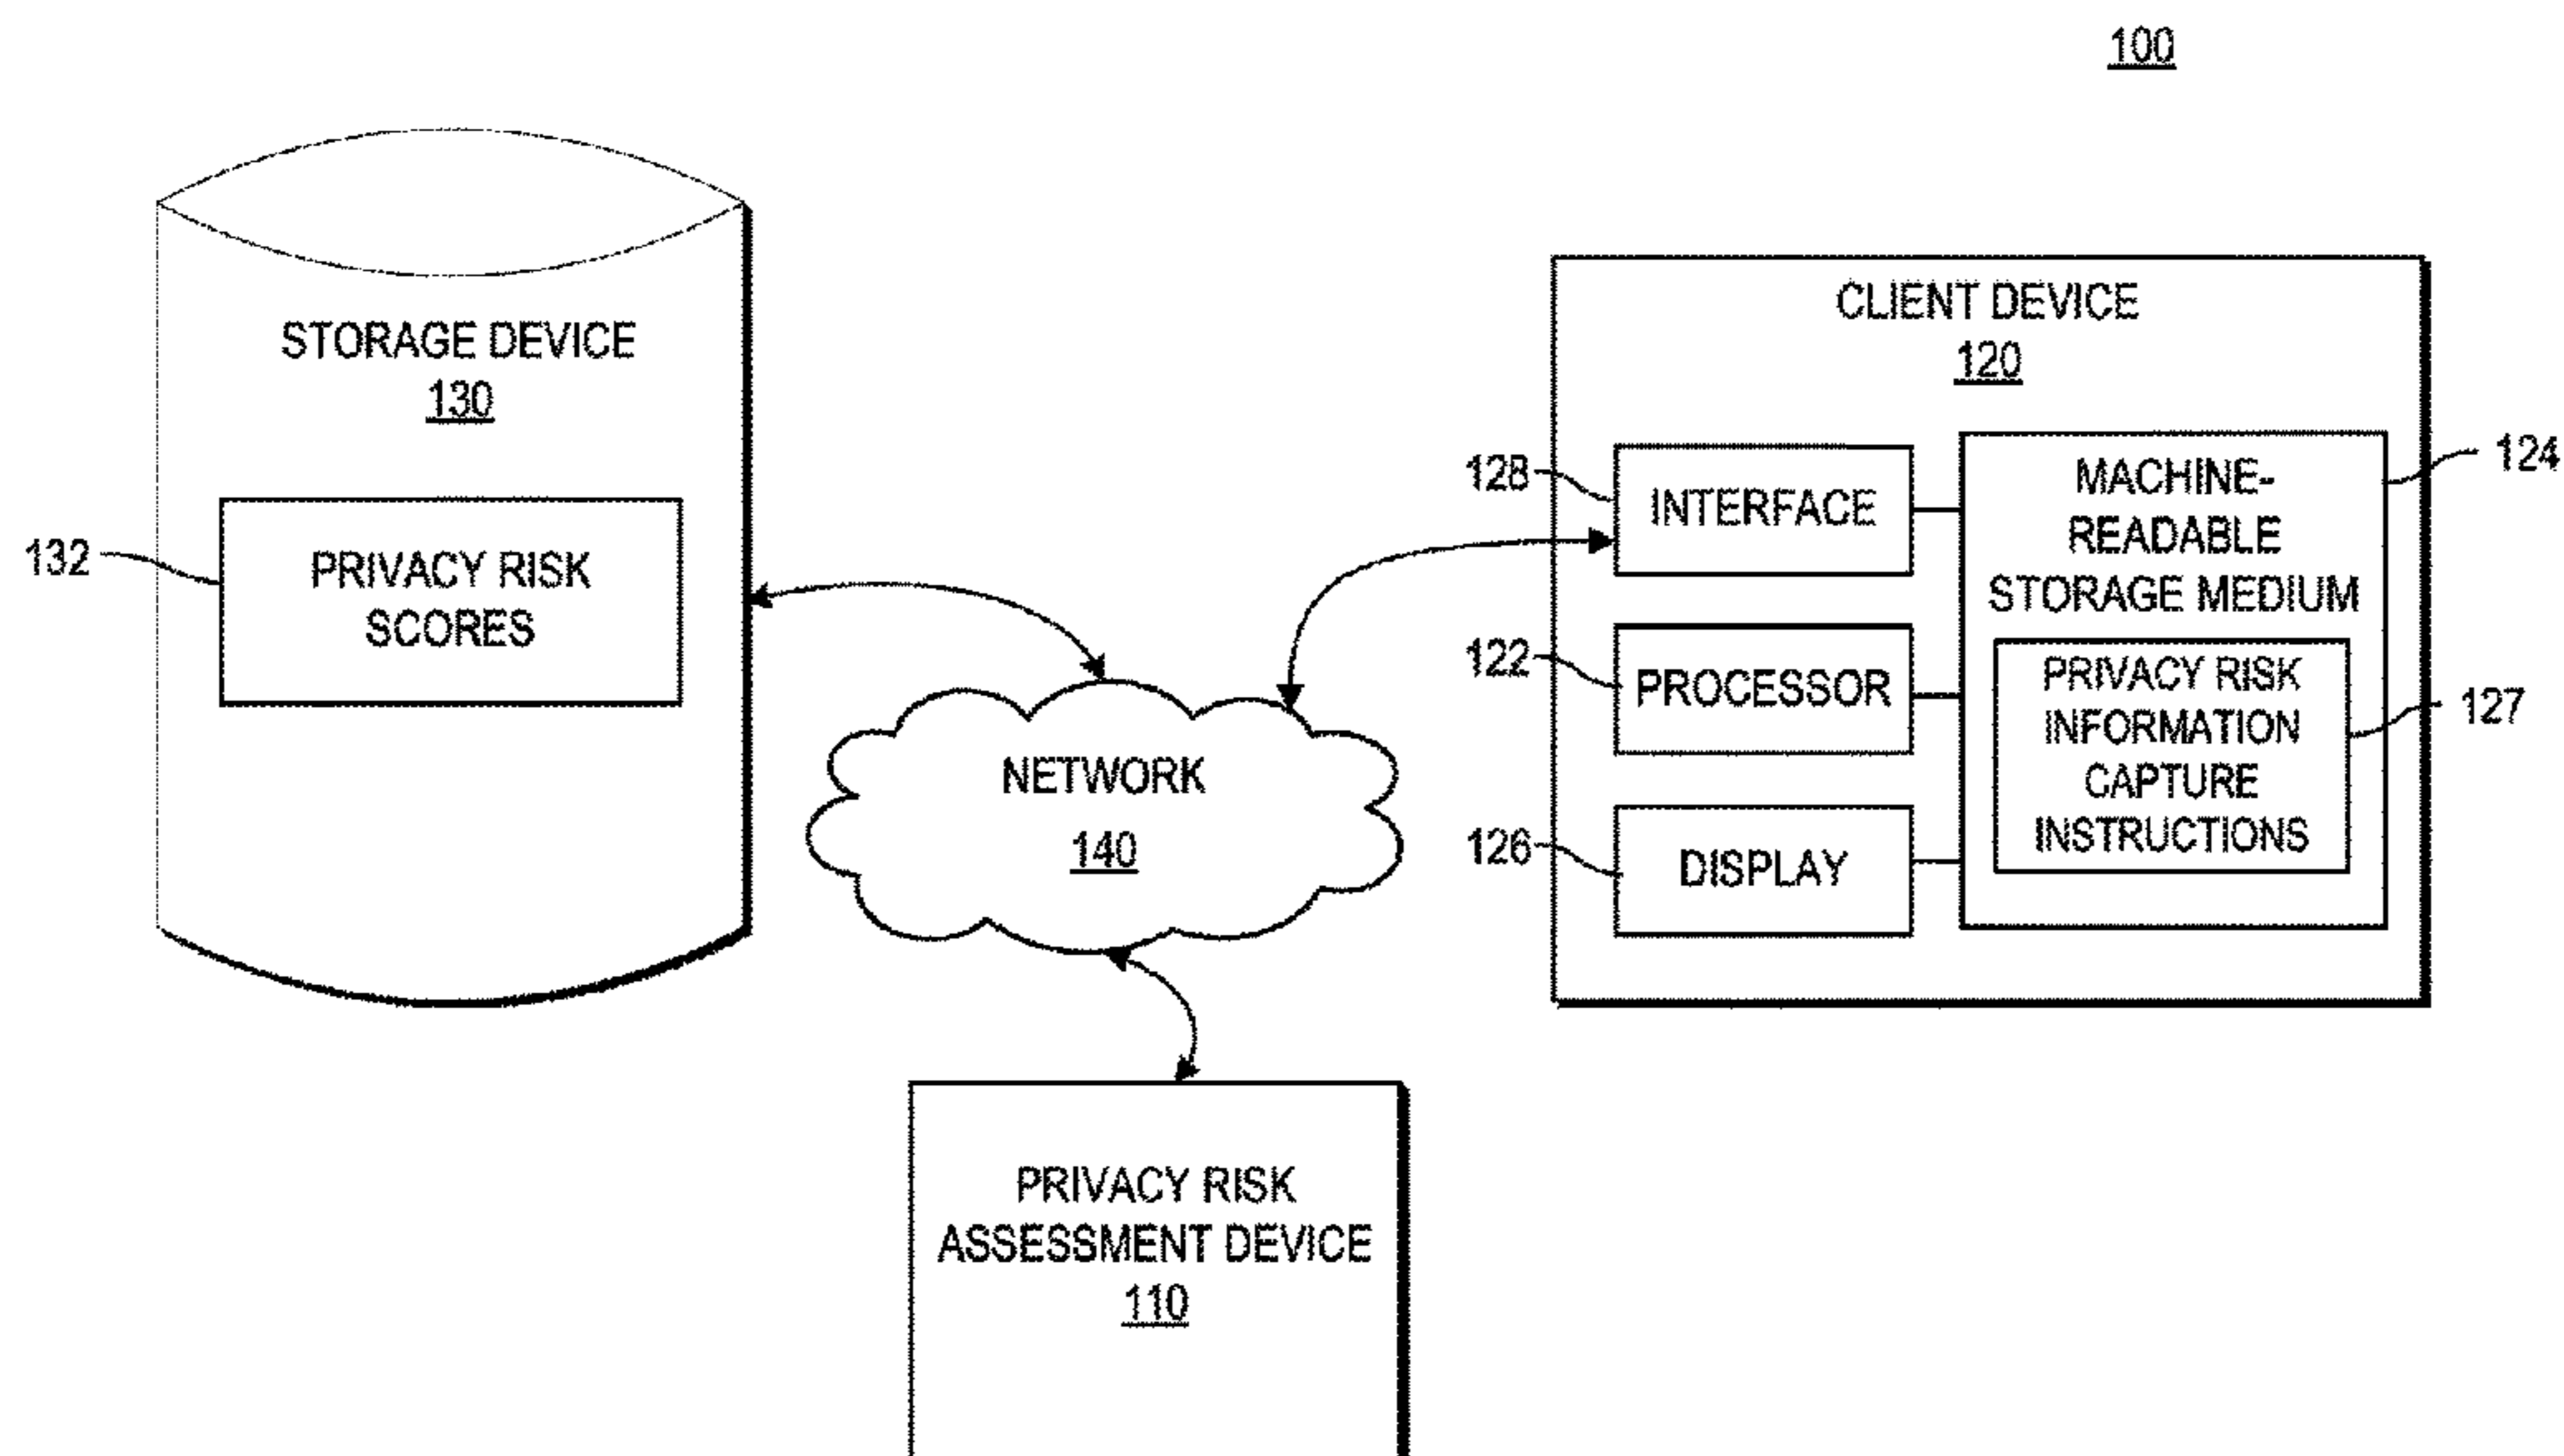 100
STORAGE DEVICE
130
132
PRIVACY RISK
SCORES
CLIENT DEVICE
120
128
INTERFACE
122
PROCESSOR
126
DISPLAY
MACHINE-
READABLE
STORAGE MEDIUM
124
PRIVACY RISK
INFORMATION
CAPTURE
INSTRUCTIONS
127
NETWORK
140
PRIVACY RISK
ASSESSMENT DEVICE
110